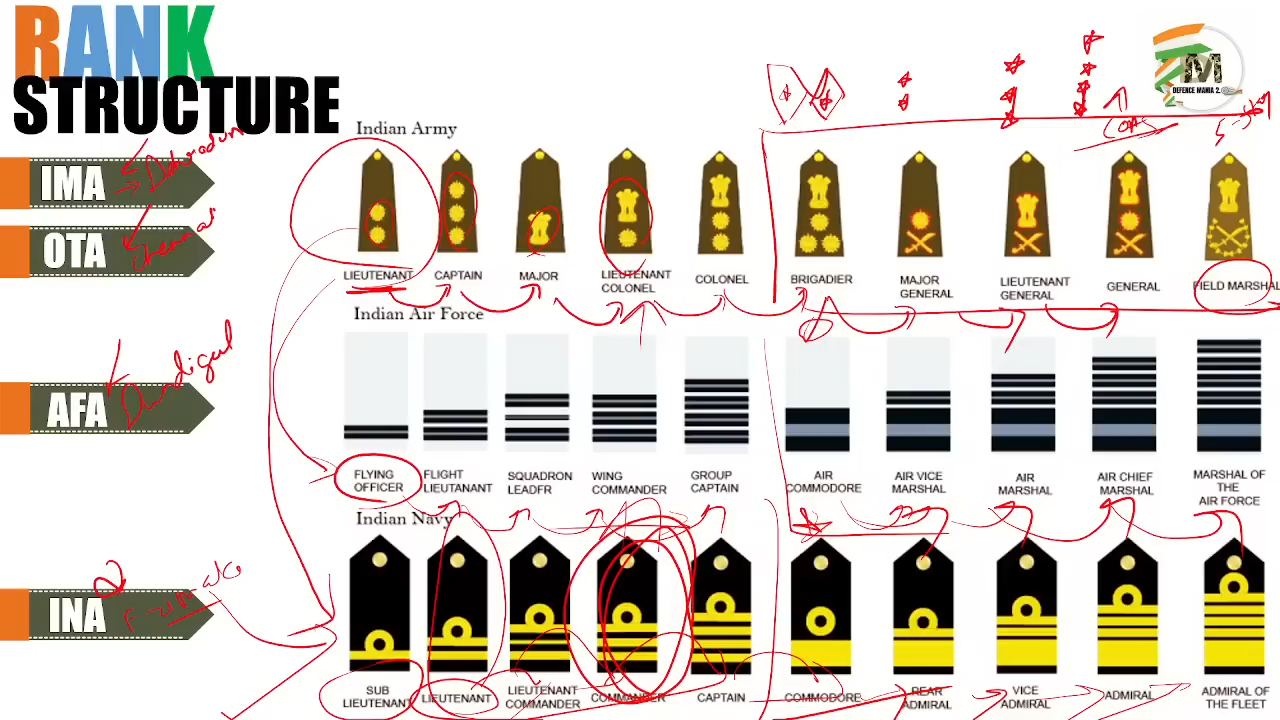 RANK
STRUCTURE
M
DEFENCE MANIA 2.
Indian Army
IMA
Dehradun
OTA
Chennai
COAS
LIEUTENANT
CAPTAIN
MAJOR
LIEUTENANT
COLONEL
COLONEL
BRIGADIER
MAJOR
GENERAL
LIEUTENANT
GENERAL
GENERAL
FIELD MARSHAL
Indian Air Force
AFA
Dundigal
FLYING
OFFICER
FLIGHT
LIEUTANANT
SQUADRON
LEADFR
WING
COMMANDER
GROUP
CAPTAIN
AIR
COMMODORE
AIR VICE
MARSHAL
AIR
MARSHAL
AIR CHIEF
MARSHAL
MARSHAL OF
THE
AIR FORCE
Indian Navy
INA
SUB
LIEUTENANT
LIEUTENANT
LIEUTENANT
COMMANDER
COMMANDER
CAPTAIN
COMMODORE
REAR
ADMIRAL
VICE
ADMIRAL
ADMIRAL
ADMIRAL OF
THE FLEET